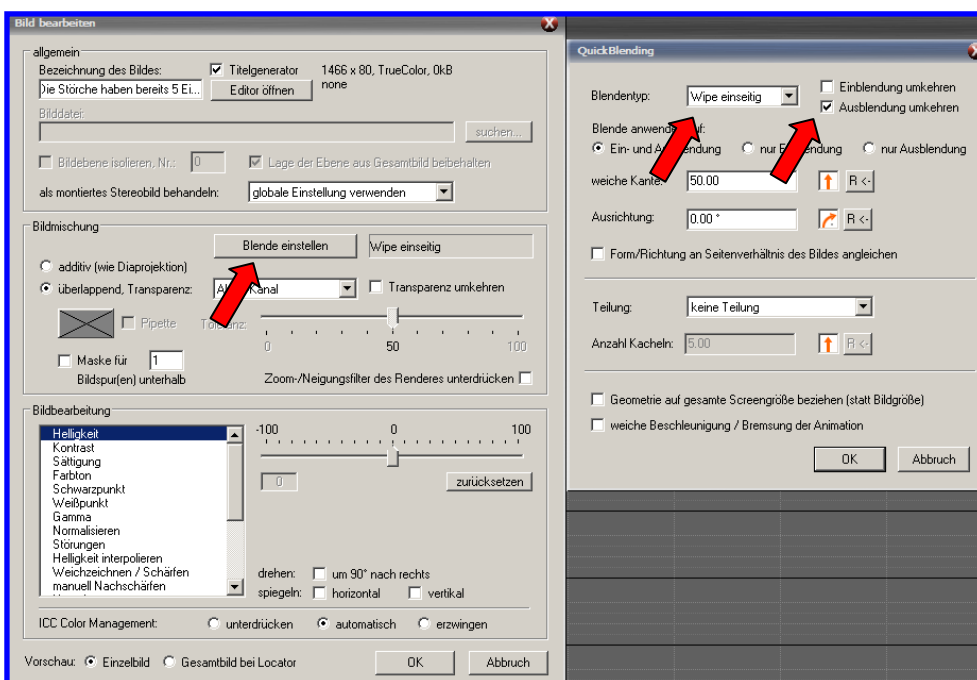 Bild bearbeiten
allgemein
Bezeichnung des Bildes:
Titelgenerator
1466 x 80, TrueColor, 0kB
)ie Störche haben bereits 5 Ei...
Editor öffnen
none
Bilddatei:
suchen...
Bildebene isolieren, Nr.: 0
Lage der Ebene aus Gesamtbild beibehalten
als montiertes Stereobild behandeln:
globale Einstellung verwenden
Bildmischung
Blende einstellen
Wipe einseitig
additiv (wie Diaprojektion)
überlappend, Transparenz:
Transparenz umkehren
Pipette
0 50 100
Maske für 1
Bildspur(en) unterhalb
Zoom-/Neigungsfilter des Renderes unterdrücken
Bildbearbeitung
Helligkeit
Kontrast
Sättigung
Farbton
Schwarzpunkt
Weißpunkt
Gamma
Normalisieren
Störungen
Helligkeit interpolieren
Weichzeichnen / Schärfen
manuell Nachschärfen
-100 0 100
0
zurücksetzen
drehen:
um 90° nach rechts
spiegeln:
horizontal
vertikal
ICC Color Management:
unterdrücken
automatisch
erzwingen
Vorschau:
Einzelbild
Gesamtbild bei Locator
OK
Abbruch
QuickBlending
Blendentyp:
Wipe einseitig
Einblendung umkehren
Ausblendung umkehren
Blende anwenden auf:
Ein- und Ausblendung
nur Einblendung
nur Ausblendung
weiche Kante:
50.00
R <-
Ausrichtung:
0.00 °
R <-
Form/Richtung an Seitenverhältnis des Bildes angleichen
Teilung:
keine Teilung
Anzahl Kacheln:
5.00
R <-
Geometrie auf gesamte Screengröße beziehen (statt Bildgröße)
weiche Beschleunigung / Bremsung der Animation
OK
Abbruch